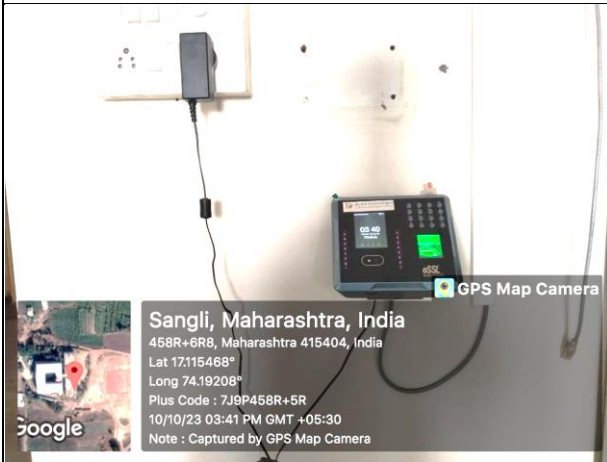 03 40
eSSL
GPS Map Camera
Sangli, Maharashtra, India
458R+6R8, Maharashtra 415404, India
Lat 17.115468°
Long 74.19208°
Plus Code : 7J9P458R+5R
10/10/23 03:41 PM GMT +05:30
Note : Captured by GPS Map Camera
Google